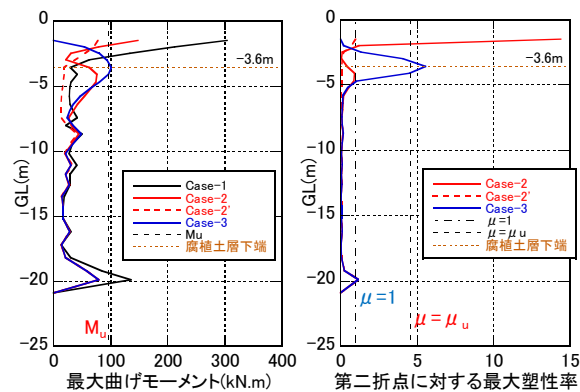 0
-5
-10
-15
-20
-25
GL(m)
-3.6m
Case-1
Case-2
Case-2'
Case-3
Mu
腐植土層下端
Mu
0 100 200 300 400
最大曲げモーメント(kN.m)
0
-5
-10
-15
-20
-25
GL(m)
-3.6m
Case-2
Case-2'
Case-3
μ=1
μ=μu
腐植土層下端
μ=1
μ=μu
0 5 10 15
第二折点に対する最大塑性率